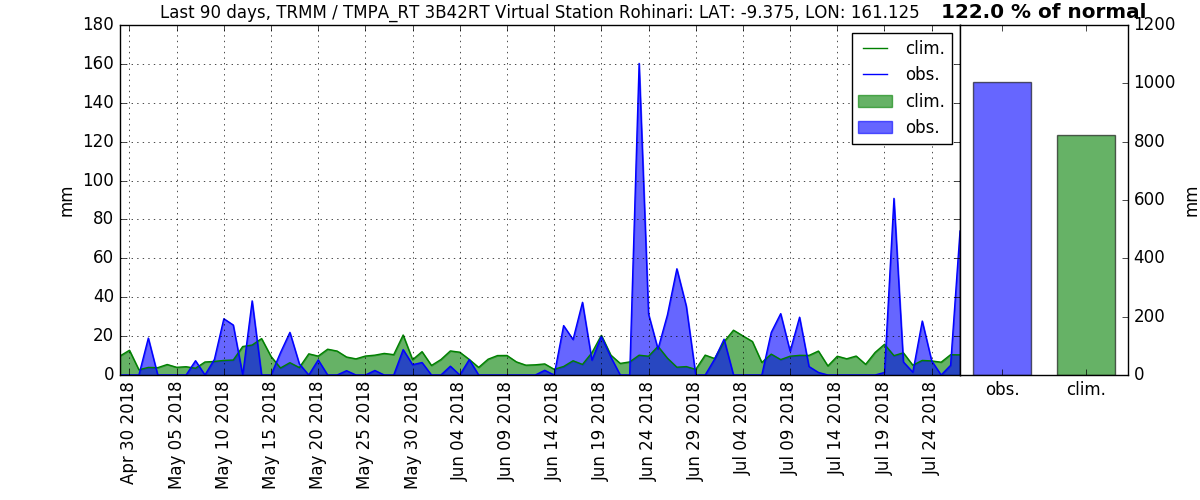 Last 90 days, TRMM / TMPA_RT 3B42RT Virtual Station Rohinari: LAT: -9.375, LON: 161.125
122.0 % of normal
180
160
140
120
100
80
60
40
20
0
mm
clim.
obs.
clim.
obs.
1200
1000
800
600
400
200
0
mm
Apr 30 2018
May 05 2018
May 10 2018
May 15 2018
May 20 2018
May 25 2018
May 30 2018
Jun 04 2018
Jun 09 2018
Jun 14 2018
Jun 19 2018
Jun 24 2018
Jun 29 2018
Jul 04 2018
Jul 09 2018
Jul 14 2018
Jul 19 2018
Jul 24 2018
obs.
clim.